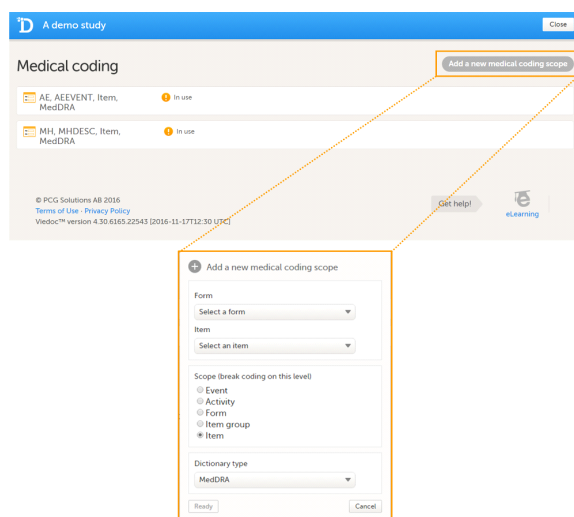 A demo study
Close
Medical coding
Add a new medical coding scope
AE, AEEVENT, Item,
MedDRA
In use
MH, MHDESC, Item,
MedDRA
In use
© PCG Solutions AB 2016
Terms of Use - Privacy Policy
Viedoc™ version 4.30.6165.22543 [2016-11-17T12:30 UTC]
Get help!
eLearning
Add a new medical coding scope
Form
Select a form
Item
Select an item
Scope (break coding on this level)
Event
Activity
Form
Item group
Item
Dictionary type
MedDRA
Ready
Cancel